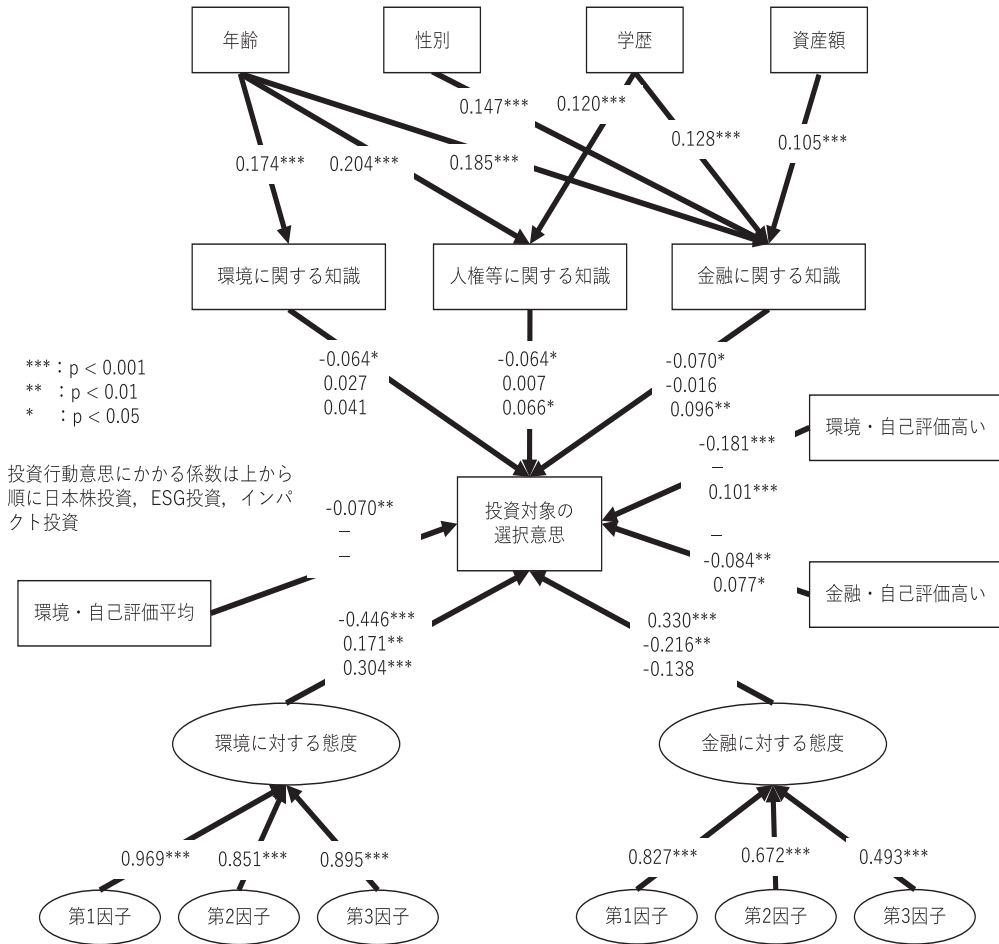 年齢
性別
学歴
資産額
0.147***
0.120***
0.128***
0.105***
0.174***
0.204***
0.185***
環境に関する知識
人権等に関する知識
金融に関する知識
***：p < 0.001
**：p < 0.01
*：p < 0.05
-0.064*
0.027
0.041
-0.064*
0.007
0.066*
-0.070*
-0.016
0.096**
環境・自己評価高い
-0.181***
–
0.101***
投資行動意思にかかる係数は上から
順に日本株投資，ESG投資，インパ
クト投資
-0.070**
–
–
投資対象の
選択意思
–
-0.084**
0.077*
環境・自己評価平均
金融・自己評価高い
-0.446***
0.171**
0.304***
0.330***
-0.216**
-0.138
環境に対する態度
金融に対する態度
0.969***
0.851***
0.895***
0.827***
0.672***
0.493***
第1因子
第2因子
第3因子
第1因子
第2因子
第3因子